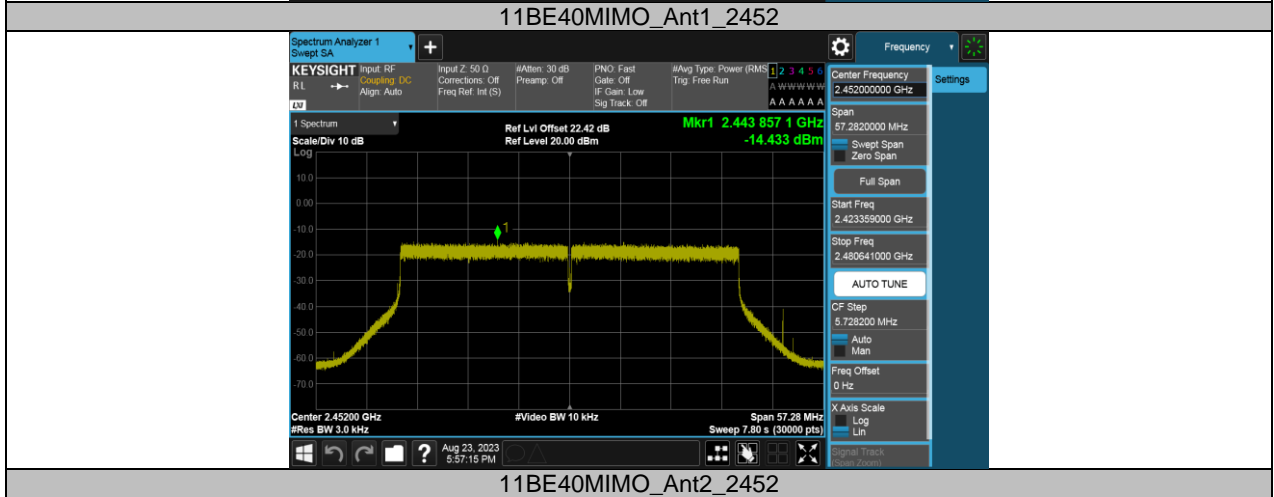 11BE40MIMO_Ant1_2452
Spectrum Analyzer 1
Swept SA
Frequency
KEYSIGHT
RL
LXI
Input: RF
Coupling: DC
Align: Auto
Input Z: 50 Ω
Corrections: Off
Freq Ref: Int (S)
#Atten: 30 dB
Preamp: Off
PNO: Fast
Gate: Off
IF Gain: Low
Sig Track: Off
#Avg Type: Power (RMS
Trig: Free Run
1 2 3 4 5 6
A W W W W W
A A A A A A
Center Frequency
2.452000000 GHz
Settings
Span
57.2820000 MHz
Swept Span
Zero Span
Full Span
Start Freq
2.423359000 GHz
Stop Freq
2.480641000 GHz
AUTO TUNE
CF Step
5.728200 MHz
Auto
Man
Freq Offset
0 Hz
X Axis Scale
Log
Lin
Signal Track
(Span Zoom)
1 Spectrum
Scale/Div 10 dB
Log
Ref Lvl Offset 22.42 dB
Ref Level 20.00 dBm
Mkr1 2.443 857 1 GHz
-14.433 dBm
10.0
0.00
-10.0
-20.0
-30.0
-40.0
-50.0
-60.0
-70.0
1
Center 2.45200 GHz
#Res BW 3.0 kHz
#Video BW 10 kHz
Span 57.28 MHz
Sweep 7.80 s (30000 pts)
?
Aug 23, 2023
5:57:15 PM
11BE40MIMO_Ant2_2452